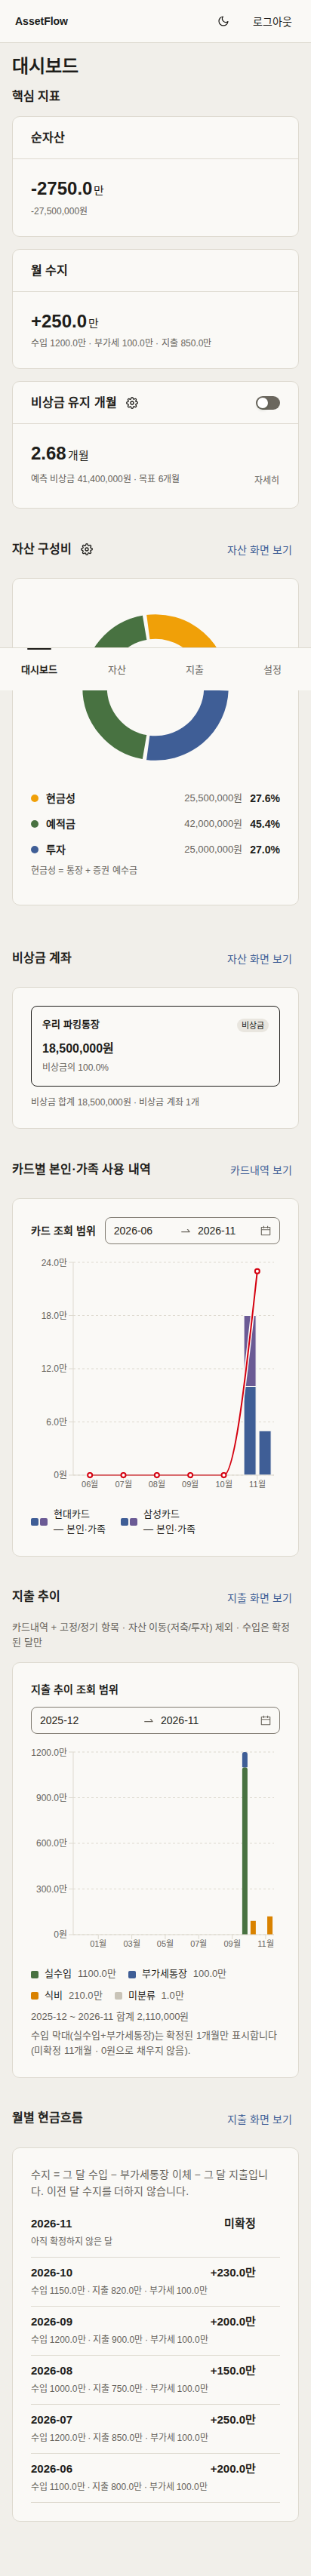 AssetFlow
로그아웃
대시보드
핵심 지표
순자산
-2750.0만
-27,500,000원
월 수지
+250.0만
수입 1200.0만 · 부가세 100.0만 · 지출 850.0만
비상금 유지 개월
2.68개월
예측 비상금 41,400,000원 · 목표 6개월
자세히
자산 구성비
자산 화면 보기
대시보드
자산
지출
설정
현금성 25,500,000원 27.6%
예적금 42,000,000원 45.4%
투자 25,000,000원 27.0%
현금성 = 통장 + 증권 예수금
비상금 계좌
자산 화면 보기
우리 파킹통장
비상금
18,500,000원
비상금의 100.0%
비상금 합계 18,500,000원 · 비상금 계좌 1개
카드별 본인·가족 사용 내역
카드내역 보기
카드 조회 범위
2026-06 → 2026-11
24.0만
18.0만
12.0만
6.0만
0원
06월 07월 08월 09월 10월 11월
현대카드
— 본인·가족
삼성카드
— 본인·가족
지출 추이
지출 화면 보기
카드내역 + 고정/정기 항목 · 자산 이동(저축/투자) 제외 · 수입은 확정
된 달만
지출 추이 조회 범위
2025-12 → 2026-11
1200.0만
900.0만
600.0만
300.0만
0원
01월 03월 05월 07월 09월 11월
실수입 1100.0만 부가세통장 100.0만
식비 210.0만 미분류 1.0만
2025-12 ~ 2026-11 합계 2,110,000원
수입 막대(실수입+부가세통장)는 확정된 1개월만 표시합니다
(미확정 11개월 · 0원으로 채우지 않음).
월별 현금흐름
지출 화면 보기
수지 = 그 달 수입 − 부가세통장 이체 − 그 달 지출입니
다. 이전 달 수지를 더하지 않습니다.
2026-11 미확정
아직 확정하지 않은 달
2026-10 +230.0만
수입 1150.0만 · 지출 820.0만 · 부가세 100.0만
2026-09 +200.0만
수입 1200.0만 · 지출 900.0만 · 부가세 100.0만
2026-08 +150.0만
수입 1000.0만 · 지출 750.0만 · 부가세 100.0만
2026-07 +250.0만
수입 1200.0만 · 지출 850.0만 · 부가세 100.0만
2026-06 +200.0만
수입 1100.0만 · 지출 800.0만 · 부가세 100.0만